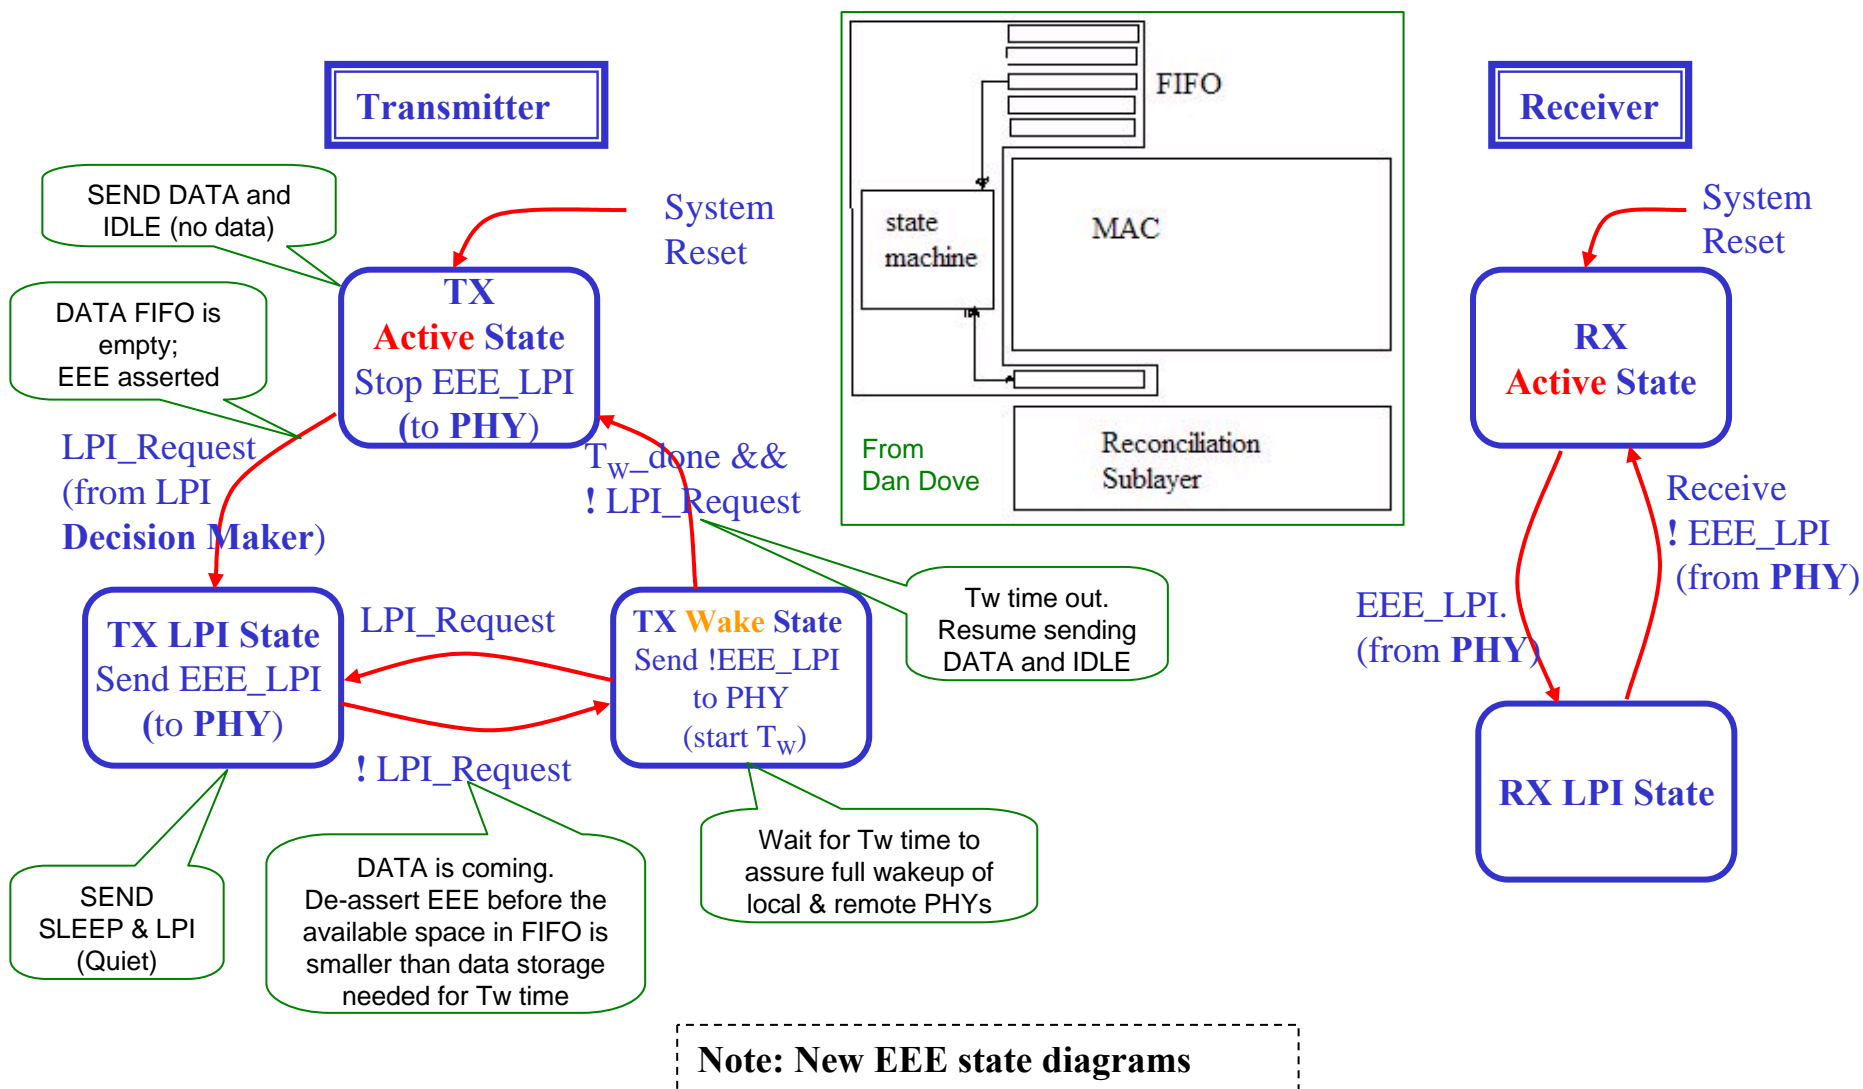 Transmitter
SEND DATA and
IDLE (no data)
System
Reset
DATA FIFO is
empty;
EEE asserted
TX
Active State
Stop EEE_LPI
(to PHY)
LPI_Request
(from LPI
Decision Maker)
TW_done &&
! LPI_Request
Tw time out.
Resume sending
DATA and IDLE
TX LPI State
Send EEE_LPI
(to PHY)
LPI_Request
! LPI_Request
TX Wake State
Send !EEE_LPI
to PHY
(start TW)
SEND
SLEEP & LPI
(Quiet)
DATA is coming.
De-assert EEE before the
available space in FIFO is
smaller than data storage
needed for Tw time
Wait for Tw time to
assure full wakeup of
local & remote PHYs
FIFO
state
machine
MAC
From
Dan Dove
Reconciliation
Sublayer
Receiver
System
Reset
RX
Active State
Receive
! EEE_LPI
(from PHY)
EEE_LPI.
(from PHY)
RX LPI State
Note: New EEE state diagrams